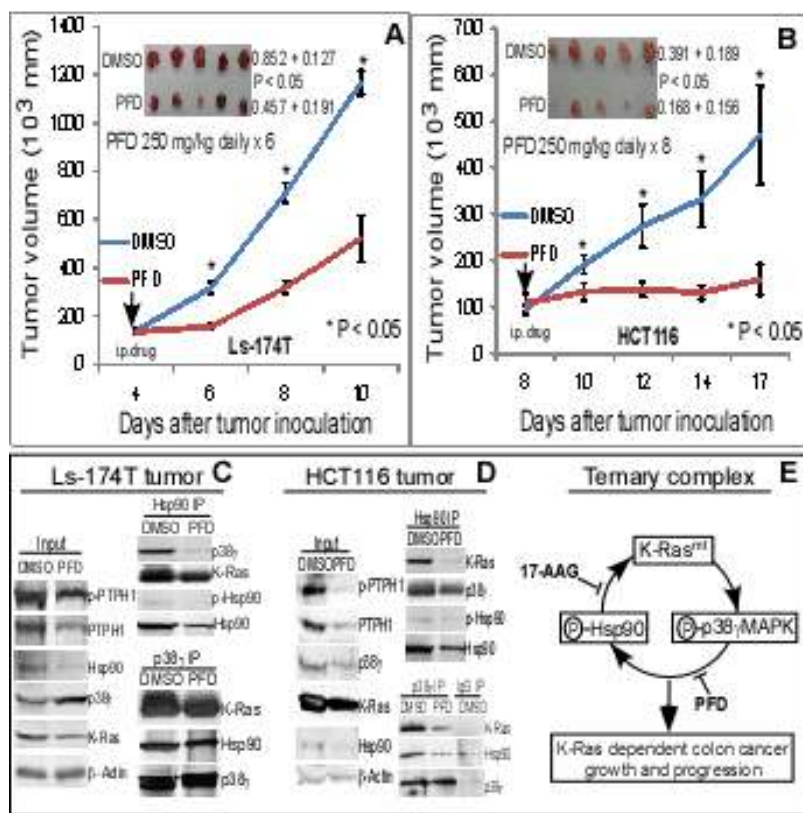 A
Tumor volume (10³ mm)
1400
1200
1000
800
600
400
200
0
DMSO
PFD
0.852 + 0.127
P < 0.05
0.457 + 0.191
PFD 250 mg/kg daily x 6
DMSO
PFD
*
*
*
i.p.drug
Ls-174T
* P < 0.05
4 6 8 10
Days after tumor inoculation
B
Tumor volume (10³ mm)
700
600
500
400
300
200
100
0
DMSO
PFD
0.391 + 0.189
P < 0.05
0.168 + 0.156
PFD 250 mg/kg daily x 8
DMSO
PFD
*
*
*
*
i.p.drug
HCT116
* P < 0.05
8 10 12 14 17
Days after tumor inoculation
Ls-174T tumor C
Input
DMSO PFD
p-PTPH1
PTPH1
Hsp90
p38γ
K-Ras
β-Actin
Hsp90 IP
DMSO PFD
p38γ
K-Ras
p-Hsp90
Hsp90
p38γ IP
DMSO PFD
K-Ras
Hsp90
p38γ
HCT116 tumor D
Input
DMSO PFD
p-PTPH1
PTPH1
p38γ
K-Ras
Hsp90
β-Actin
Hsp90 IP
DMSO PFD
K-Ras
p38γ
p-Hsp90
Hsp90
p38γ IP IgG IP
DMSO PFD DMSO
K-Ras
Hsp90
p38γ
Ternary complex E
K-Ras
17-AAG
P-Hsp90
P-p38γMAPK
PFD
K-Ras dependent colon cancer
growth and progression